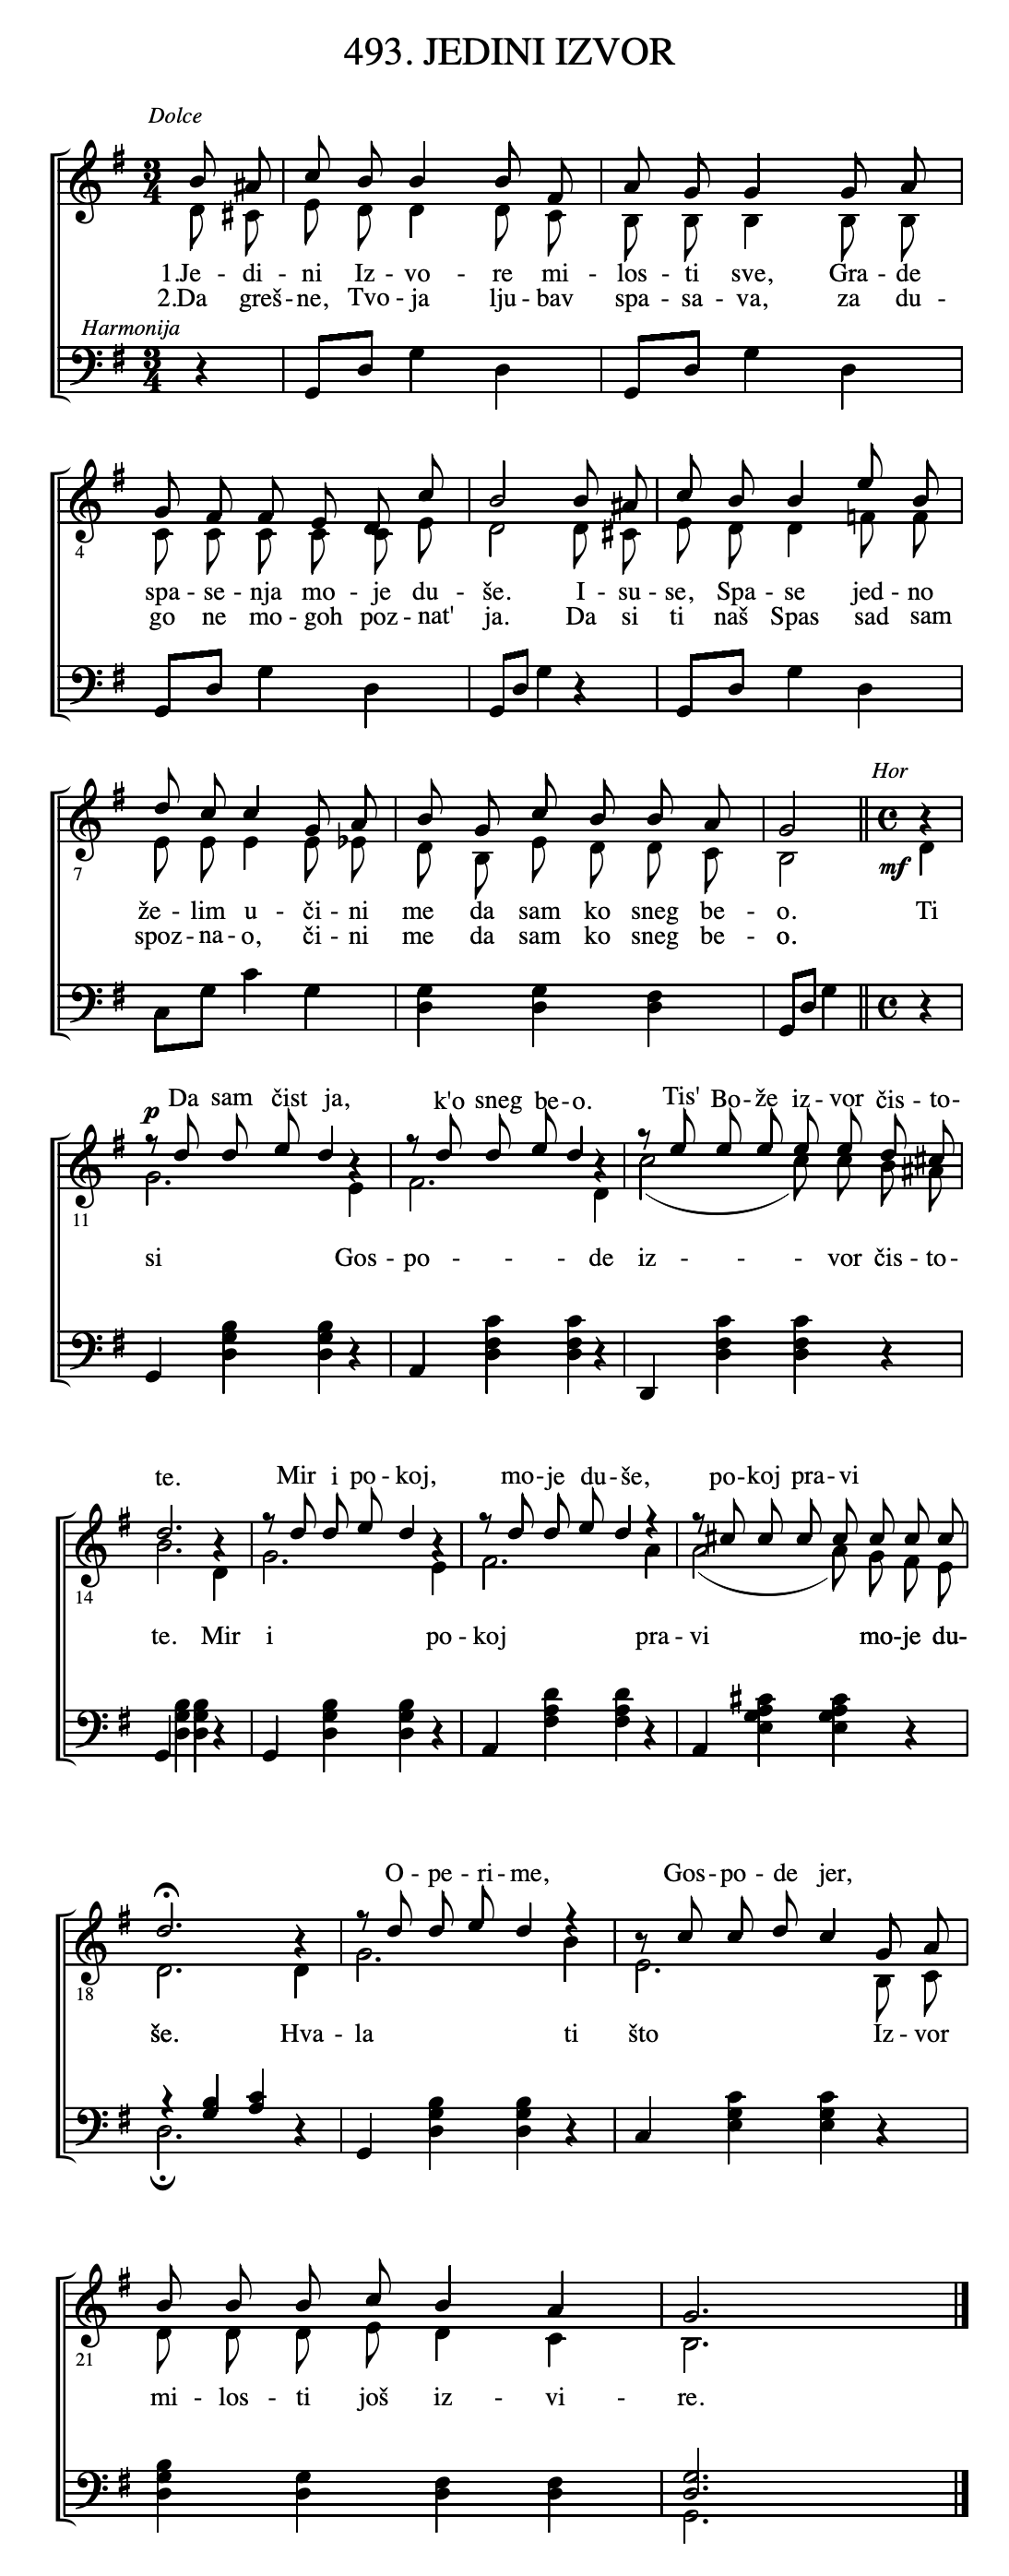 493. JEDINI IZVOR
Dolce
1.Je - di - ni Iz - vo - re mi - los - ti sve, Gra - de
2.Da greš - ne, Tvo - ja lju - bav spa - sa - va, za du -
Harmonija
4
spa - se - nja mo - je du - še. I - su - se, Spa - se jed - no
go ne mo - goh poz - nat' ja. Da si ti naš Spas sad sam
Hor
7
mf
že - lim u - či - ni me da sam ko sneg be - o. Ti
spoz - na - o, či - ni me da sam ko sneg be - o.
Da sam čist ja, k'o sneg be - o. Tis' Bo - že iz - vor čis - to -
p
11
si Gos - po - - - de iz - - - vor čis - to -
te. Mir i po - koj, mo - je du - še, po - koj pra - vi
14
te. Mir i po - koj pra - vi mo - je du -
O - pe - ri - me, Gos - po - de jer,
18
še. Hva - la ti što Iz - vor
21
mi - los - ti još iz - vi - re.